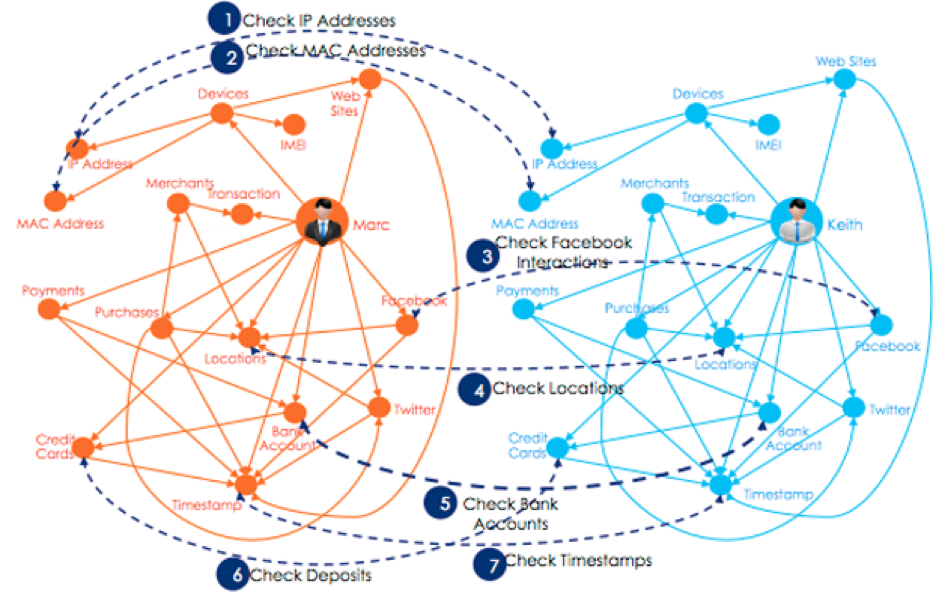 1 Check IP Addresses
2 Check MAC Addresses
Web Sites
Devices
IMEI
IP Address
MAC Address
Merchants
Transaction
Marc
Payments
Purchases
Facebook
Locations
Twitter
Bank
Account
Credit
Cards
Timestamp
Web Sites
Devices
IMEI
IP Address
MAC Address
Merchants
Transaction
Keith
3 Check Facebook
Interactions
Payments
Purchases
Facebook
Locations
4 Check Locations
Twitter
Bank
Account
Credit
Cards
Timestamp
5 Check Bank
Accounts
6 Check Deposits
7 Check Timestamps